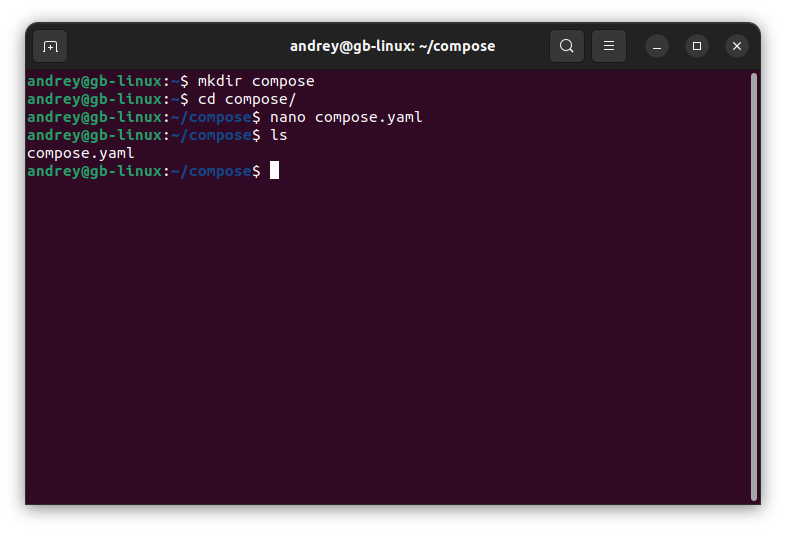 andrey@gb-linux: ~/compose
andrey@gb-linux:~$ mkdir compose
andrey@gb-linux:~$ cd compose/
andrey@gb-linux:~/compose$ nano compose.yaml
andrey@gb-linux:~/compose$ ls
compose.yaml
andrey@gb-linux:~/compose$